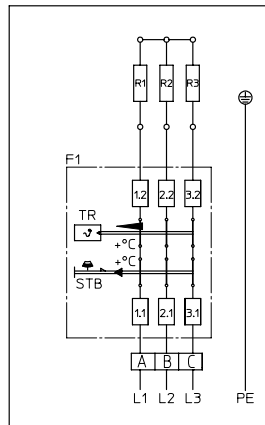 R1 R2 R3
F1
1.2 2.2 3.2
TR
ϑ
+°C
+°C
STB
1.1 2.1 3.1
A B C
L1 L2 L3 PE